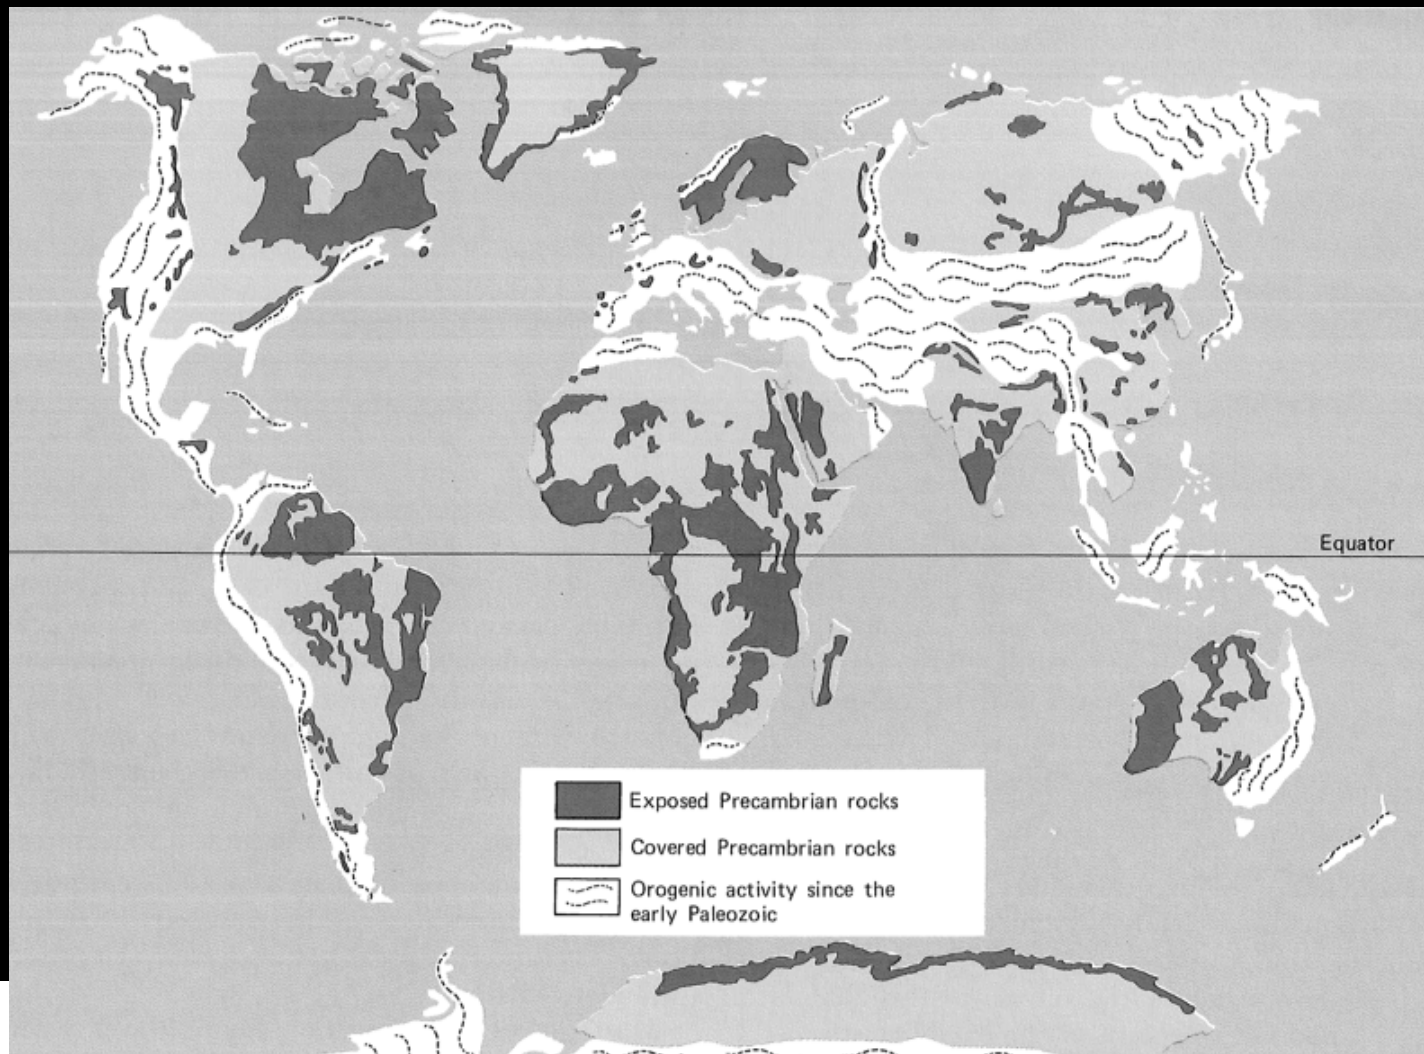 Equator
Exposed Precambrian rocks
Covered Precambrian rocks
Orogenic activity since the
early Paleozoic